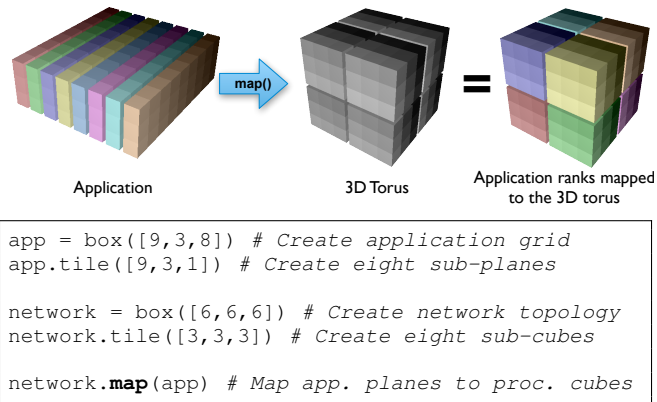 map()
=
Application
3D Torus
Application ranks mapped
to the 3D torus
app = box([9,3,8]) # Create application grid
app.tile([9,3,1]) # Create eight sub-planes
network = box([6,6,6]) # Create network topology
network.tile([3,3,3]) # Create eight sub-cubes
network.map(app) # Map app. planes to proc. cubes